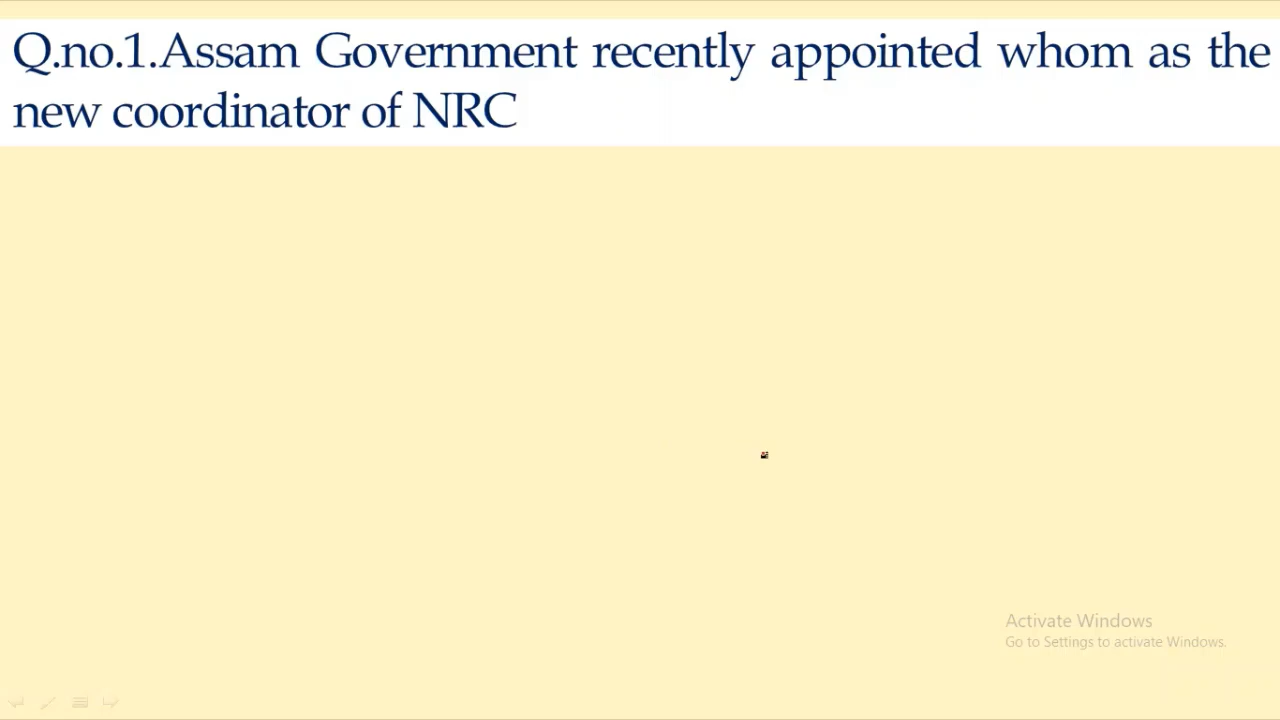 Q.no.1.Assam Government recently appointed whom as the
new coordinator of NRC
Activate Windows
Go to Settings to activate Windows.